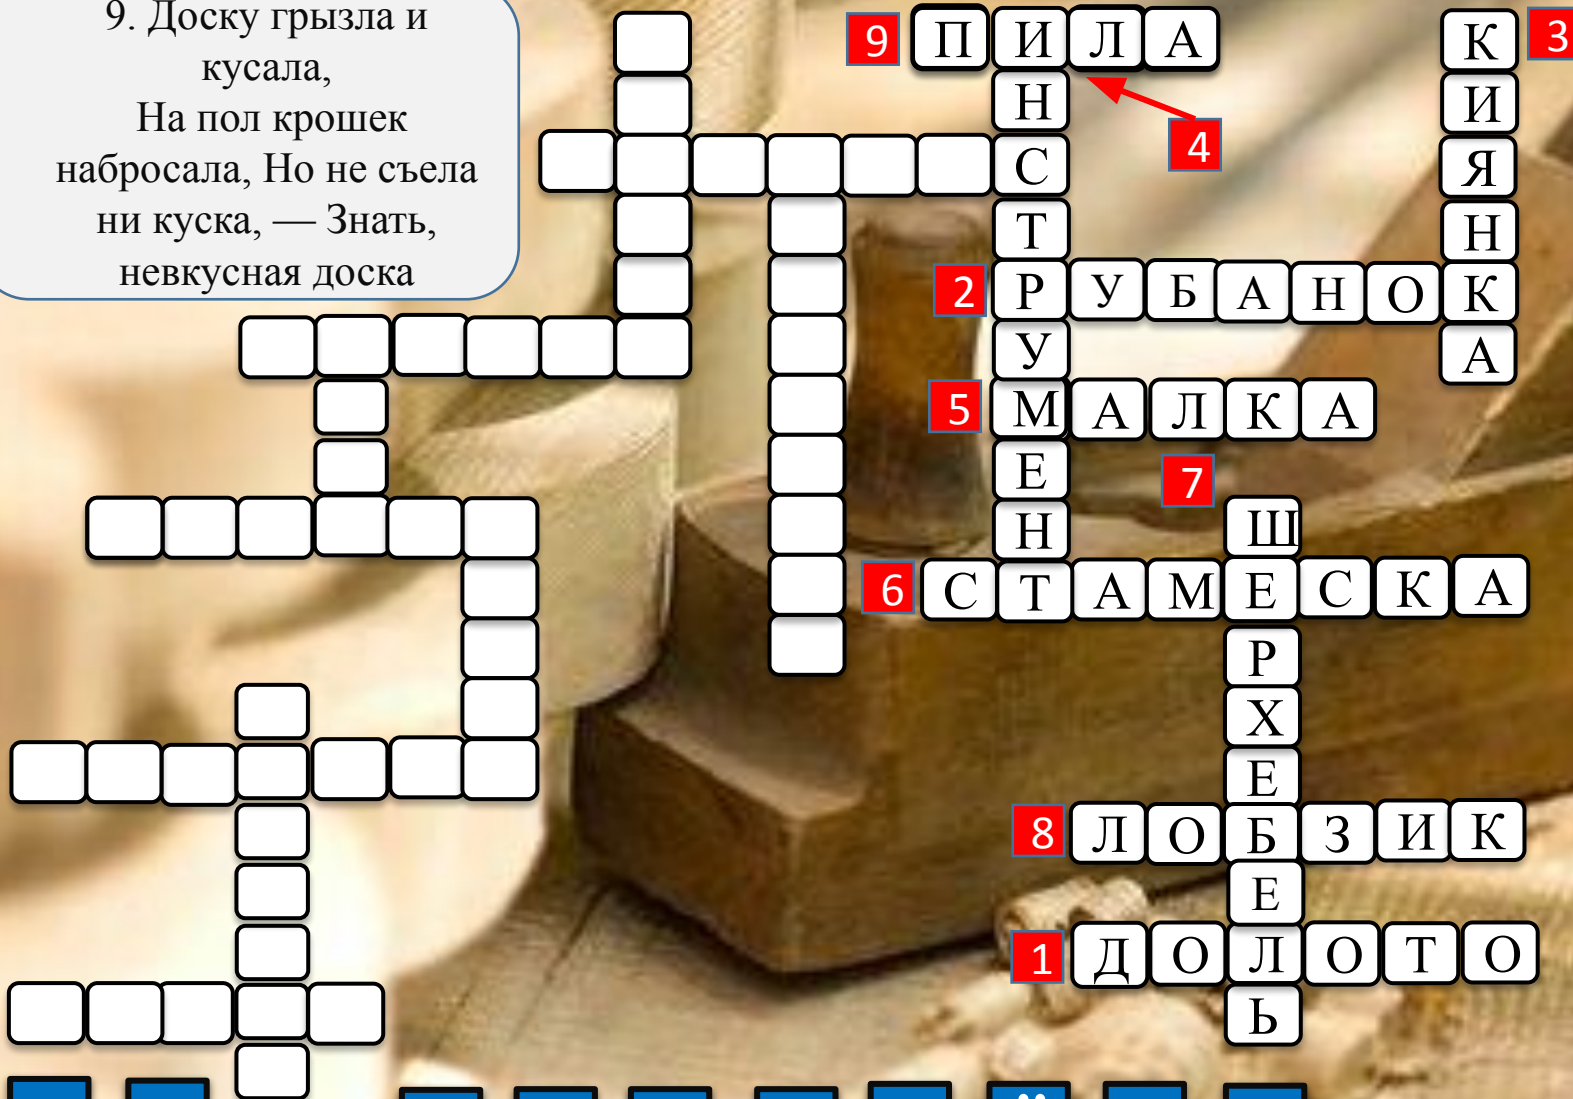 9. Доску грызла и
кусала,
На пол крошек
набросала, Но не съела
ни куска, — Знать,
невкусная доска
9 ПИЛА
4 ИНСТРУМЕНТ
3 КИЯНКА
2 РУБАНОК
5 МАЛКА
7 ШЕРХЕБЕЛЬ
6 СТАМЕСКА
8 ЛОБЗИК
1 ДОЛОТО